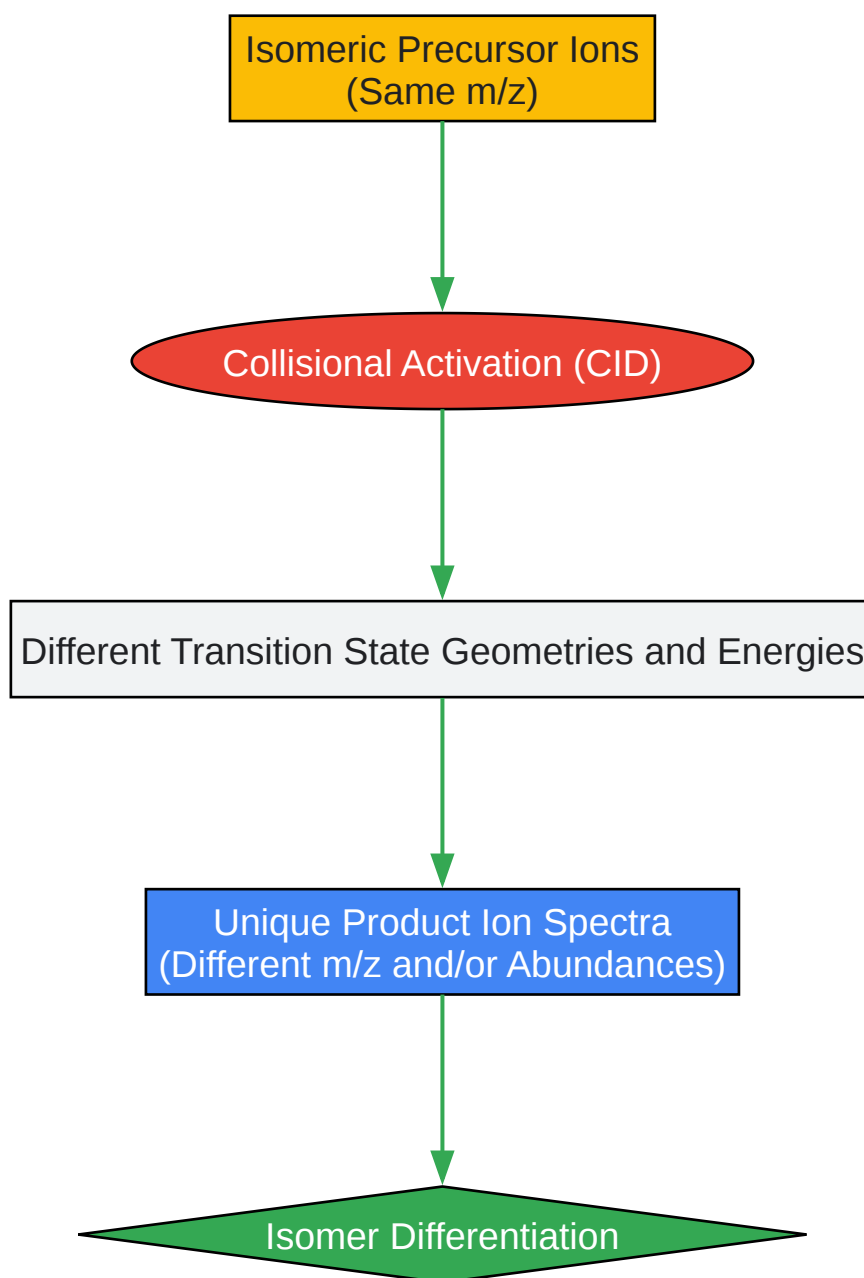 Isomeric Precursor Ions
(Same m/z)
Collisional Activation (CID)
Different Transition State Geometries and Energies
Unique Product Ion Spectra
(Different m/z and/or Abundances)
Isomer Differentiation